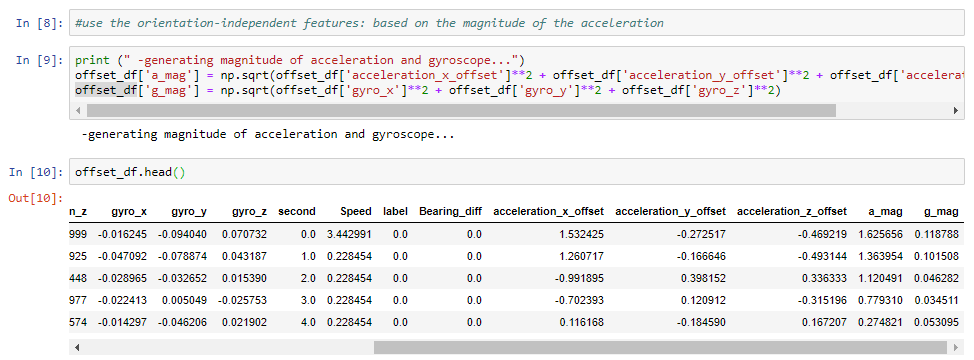 In [8]: #use the orientation-independent features: based on the magnitude of the acceleration
In [9]: print (" -generating magnitude of acceleration and gyroscope...")
offset_df['a_mag'] = np.sqrt(offset_df['acceleration_x_offset']**2 + offset_df['acceleration_y_offset']**2 + offset_df['accelerat
offset_df['g_mag'] = np.sqrt(offset_df['gyro_x']**2 + offset_df['gyro_y']**2 + offset_df['gyro_z']**2)
-generating magnitude of acceleration and gyroscope...
In [10]: offset_df.head()
Out[10]:
n_z gyro_x gyro_y gyro_z second Speed label Bearing_diff acceleration_x_offset acceleration_y_offset acceleration_z_offset a_mag g_mag
999 -0.016245 -0.094040 0.070732 0.0 3.442991 0.0 0.0 1.532425 -0.272517 -0.469219 1.625656 0.118788
925 -0.047092 -0.078874 0.043187 1.0 0.228454 0.0 0.0 1.260717 -0.166646 -0.493144 1.363954 0.101508
448 -0.028965 -0.032652 0.015390 2.0 0.228454 0.0 0.0 -0.991895 0.398152 0.336333 1.120491 0.046282
977 -0.022413 0.005049 -0.025753 3.0 0.228454 0.0 0.0 -0.702393 0.120912 -0.315196 0.779310 0.034511
574 -0.014297 -0.046206 0.021902 4.0 0.228454 0.0 0.0 0.116168 -0.184590 0.167207 0.274821 0.053095